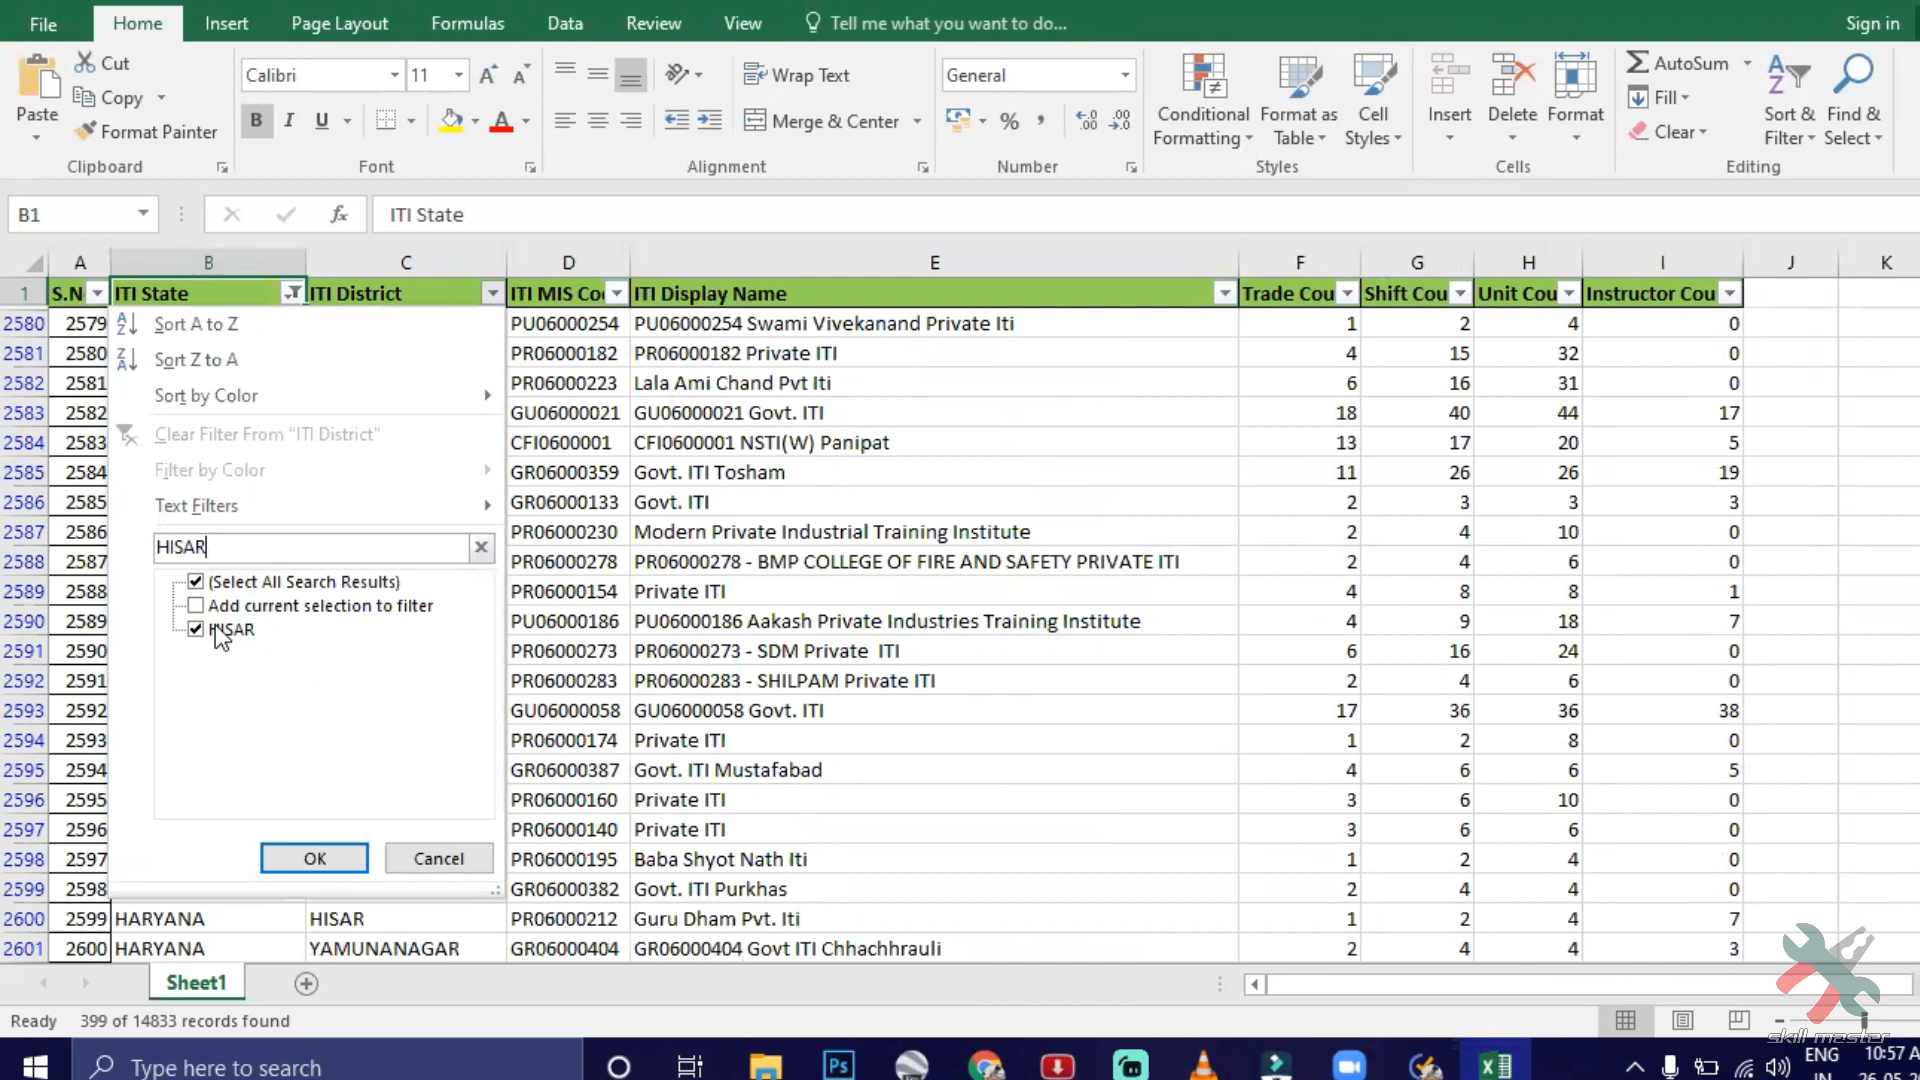 File Home Insert Page Layout Formulas Data Review View Tell me what you want to do... Sign in
Paste Cut Copy Format Painter Clipboard
Calibri 11 B I U A Font
Wrap Text Merge & Center Alignment
General % , Number
Conditional Formatting Format as Table Cell Styles Styles
Insert Delete Format Cells
AutoSum Fill Clear Sort & Filter Find & Select Editing
B1 fx ITI State
A B C D E F G H I J K
1 S.N ITI State ITI District ITI MIS Co ITI Display Name Trade Cou Shift Cou Unit Cou Instructor Cou
2580 2579 PU06000254 PU06000254 Swami Vivekanand Private Iti 1 2 4 0
2581 2580 PR06000182 PR06000182 Private ITI 4 15 32 0
2582 2581 PR06000223 Lala Ami Chand Pvt Iti 6 16 31 0
2583 2582 GU06000021 GU06000021 Govt. ITI 18 40 44 17
2584 2583 CFI0600001 CFI0600001 NSTI(W) Panipat 13 17 20 5
2585 2584 GR06000359 Govt. ITI Tosham 11 26 26 19
2586 2585 GR06000133 Govt. ITI 2 3 3 3
2587 2586 PR06000230 Modern Private Industrial Training Institute 2 4 10 0
2588 2587 PR06000278 PR06000278 - BMP COLLEGE OF FIRE AND SAFETY PRIVATE ITI 2 4 6 0
2589 2588 PR06000154 Private ITI 4 8 8 1
2590 2589 PU06000186 PU06000186 Aakash Private Industries Training Institute 4 9 18 7
2591 2590 PR06000273 PR06000273 - SDM Private ITI 6 16 24 0
2592 2591 PR06000283 PR06000283 - SHILPAM Private ITI 2 4 6 0
2593 2592 GU06000058 GU06000058 Govt. ITI 17 36 36 38
2594 2593 PR06000174 Private ITI 1 2 8 0
2595 2594 GR06000387 Govt. ITI Mustafabad 4 6 6 5
2596 2595 PR06000160 Private ITI 3 6 10 0
2597 2596 PR06000140 Private ITI 3 6 6 0
2598 2597 PR06000195 Baba Shyot Nath Iti 1 2 4 0
2599 2598 GR06000382 Govt. ITI Purkhas 2 4 4 0
2600 2599 HARYANA HISAR PR06000212 Guru Dham Pvt. Iti 1 2 4 7
2601 2600 HARYANA YAMUNANAGAR GR06000404 GR06000404 Govt ITI Chhachhrauli 2 4 4 3
Sort A to Z
Sort Z to A
Sort by Color
Clear Filter From "ITI District"
Filter by Color
Text Filters
HISAR
(Select All Search Results)
Add current selection to filter
HISAR
OK Cancel
Sheet1
Ready 399 of 14833 records found
skill master
Type here to search Ps ENG 10:57 A
IN